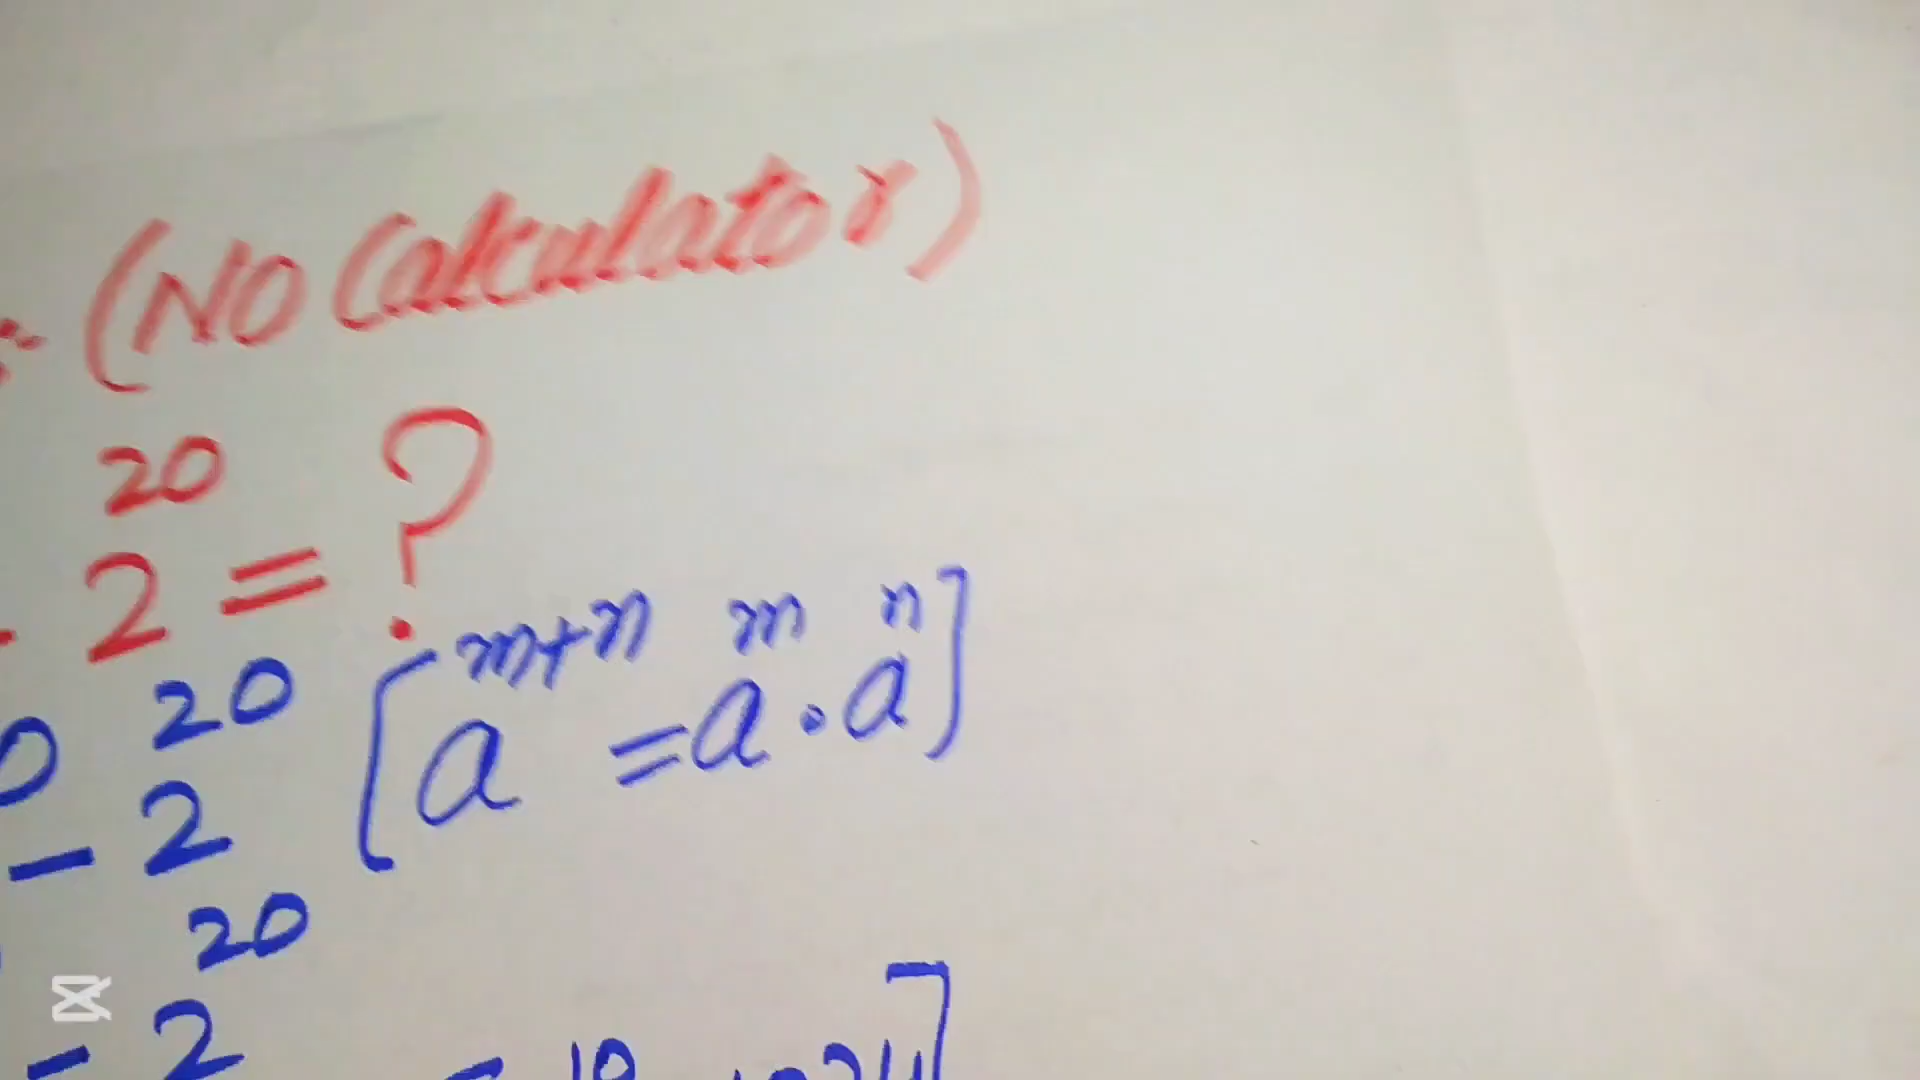 (NO Calculator)
20
2 = ?
20 m+n m n
- 2 [a = a . a]
20
- 2